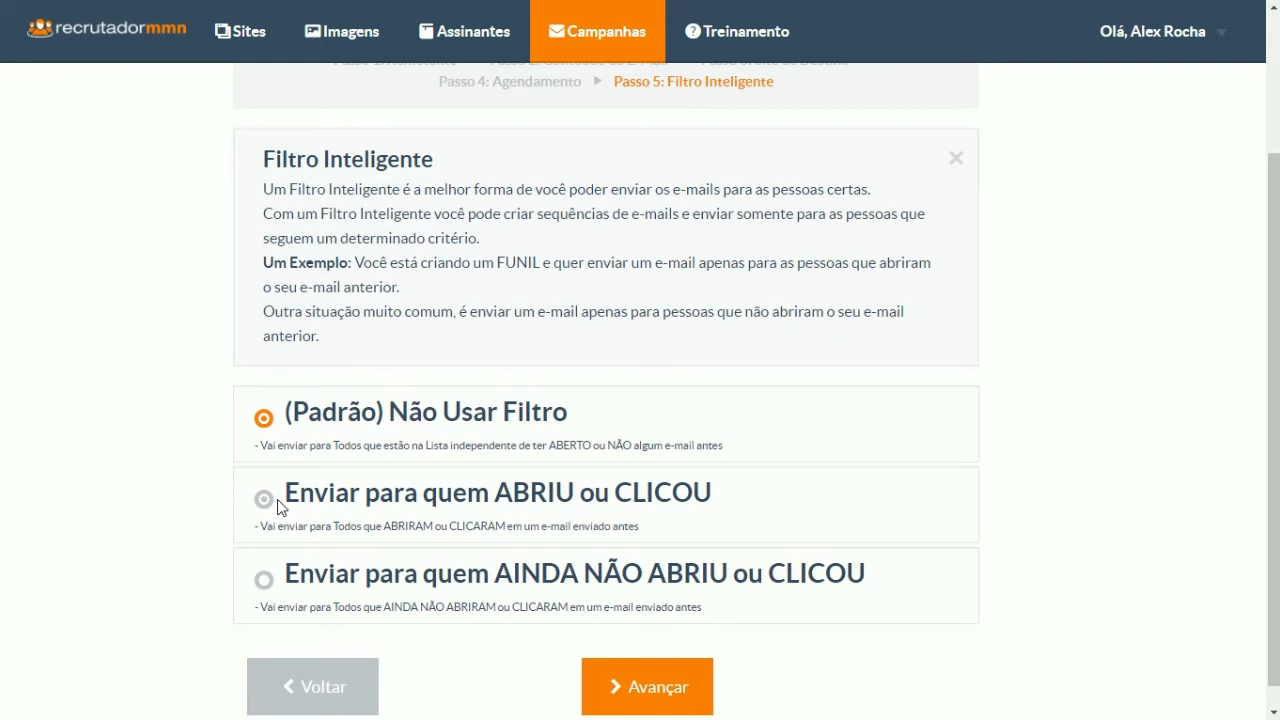 recrutadormmn Sites Imagens Assinantes Campanhas Treinamento Olá, Alex Rocha
Passo 4: Agendamento Passo 5: Filtro Inteligente
Filtro Inteligente
Um Filtro Inteligente é a melhor forma de você poder enviar os e-mails para as pessoas certas.
Com um Filtro Inteligente você pode criar sequências de e-mails e enviar somente para as pessoas que
seguem um determinado critério.
Um Exemplo: Você está criando um FUNIL e quer enviar um e-mail apenas para as pessoas que abriram
o seu e-mail anterior.
Outra situação muito comum, é enviar um e-mail apenas para pessoas que não abriram o seu e-mail
anterior.
(Padrão) Não Usar Filtro
- Vai enviar para Todos que estão na Lista independente de ter ABERTO ou NÃO algum e-mail antes
Enviar para quem ABRIU ou CLICOU
- Vai enviar para Todos que ABRIRAM ou CLICARAM em um e-mail enviado antes
Enviar para quem AINDA NÃO ABRIU ou CLICOU
- Vai enviar para Todos que AINDA NÃO ABRIRAM ou CLICARAM em um e-mail enviado antes
Voltar Avançar